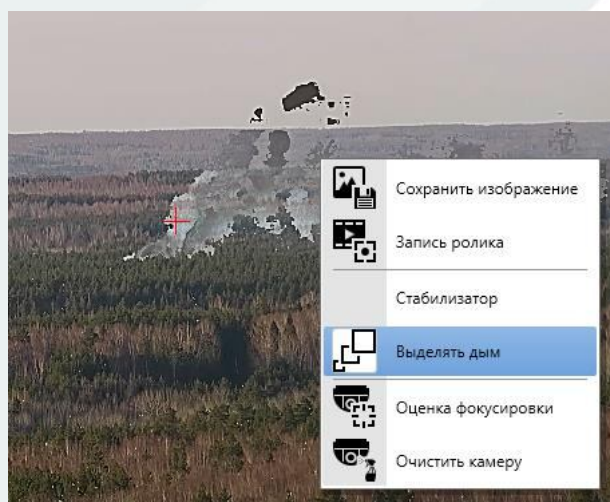 Сохранить изображение
Запись ролика
Стабилизатор
Выделять дым
Оценка фокусировки
Очистить камеру